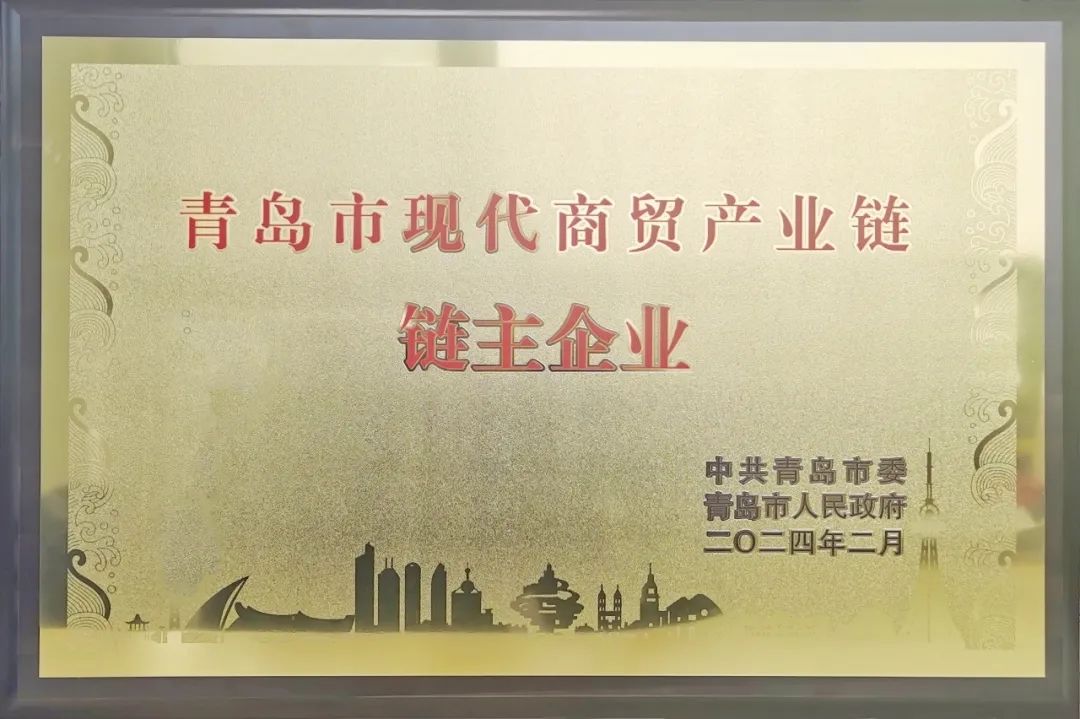 青岛市现代商贸产业链
链主企业
中共青岛市委
青岛市人民政府
二〇二四年二月